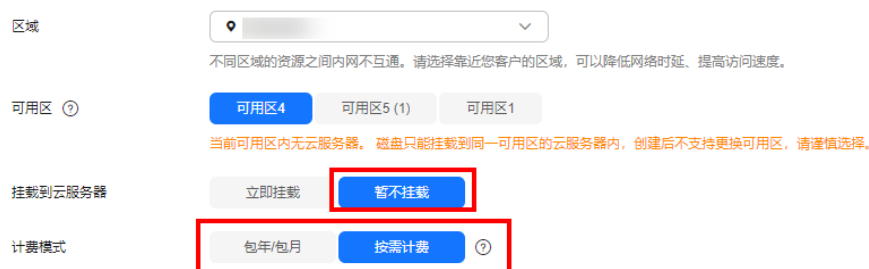 区域
不同区域的资源之间内网不互通。请选择靠近您客户的区域，可以降低网络时延、提高访问速度。
可用区 ? 可用区4 可用区5 (1) 可用区1
当前可用区内无云服务器。 磁盘只能挂载到同一可用区的云服务器内，创建后不支持更换可用区，请谨慎选择。
挂载到云服务器 立即挂载 暂不挂载
计费模式 包年/包月 按需计费 ?